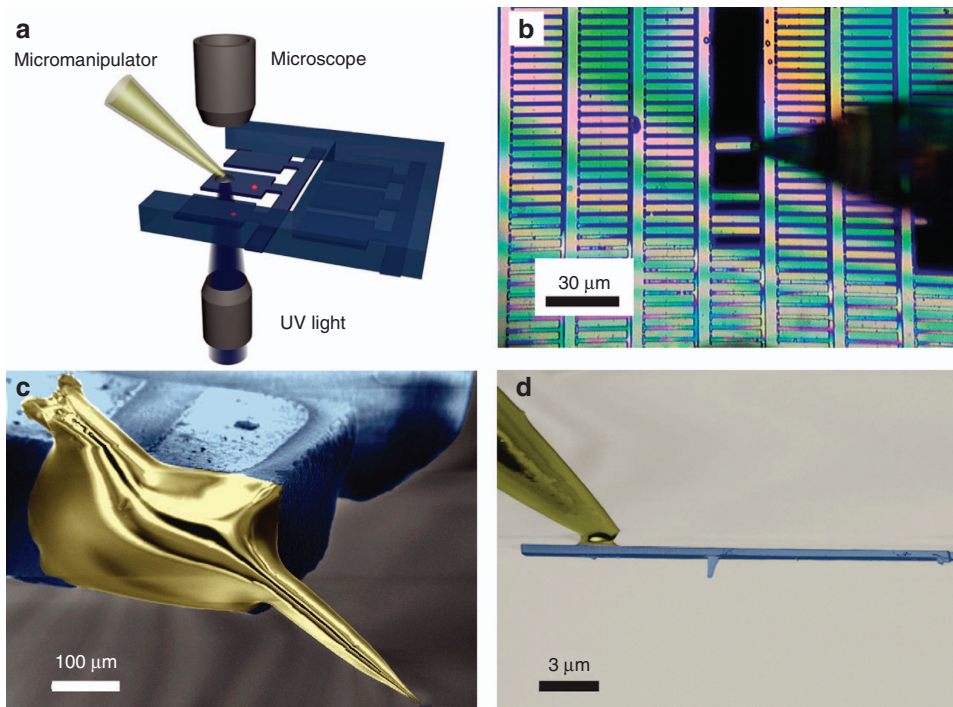 a
Micromanipulator
Microscope
UV light
b
30 μm
c
100 μm
d
3 μm